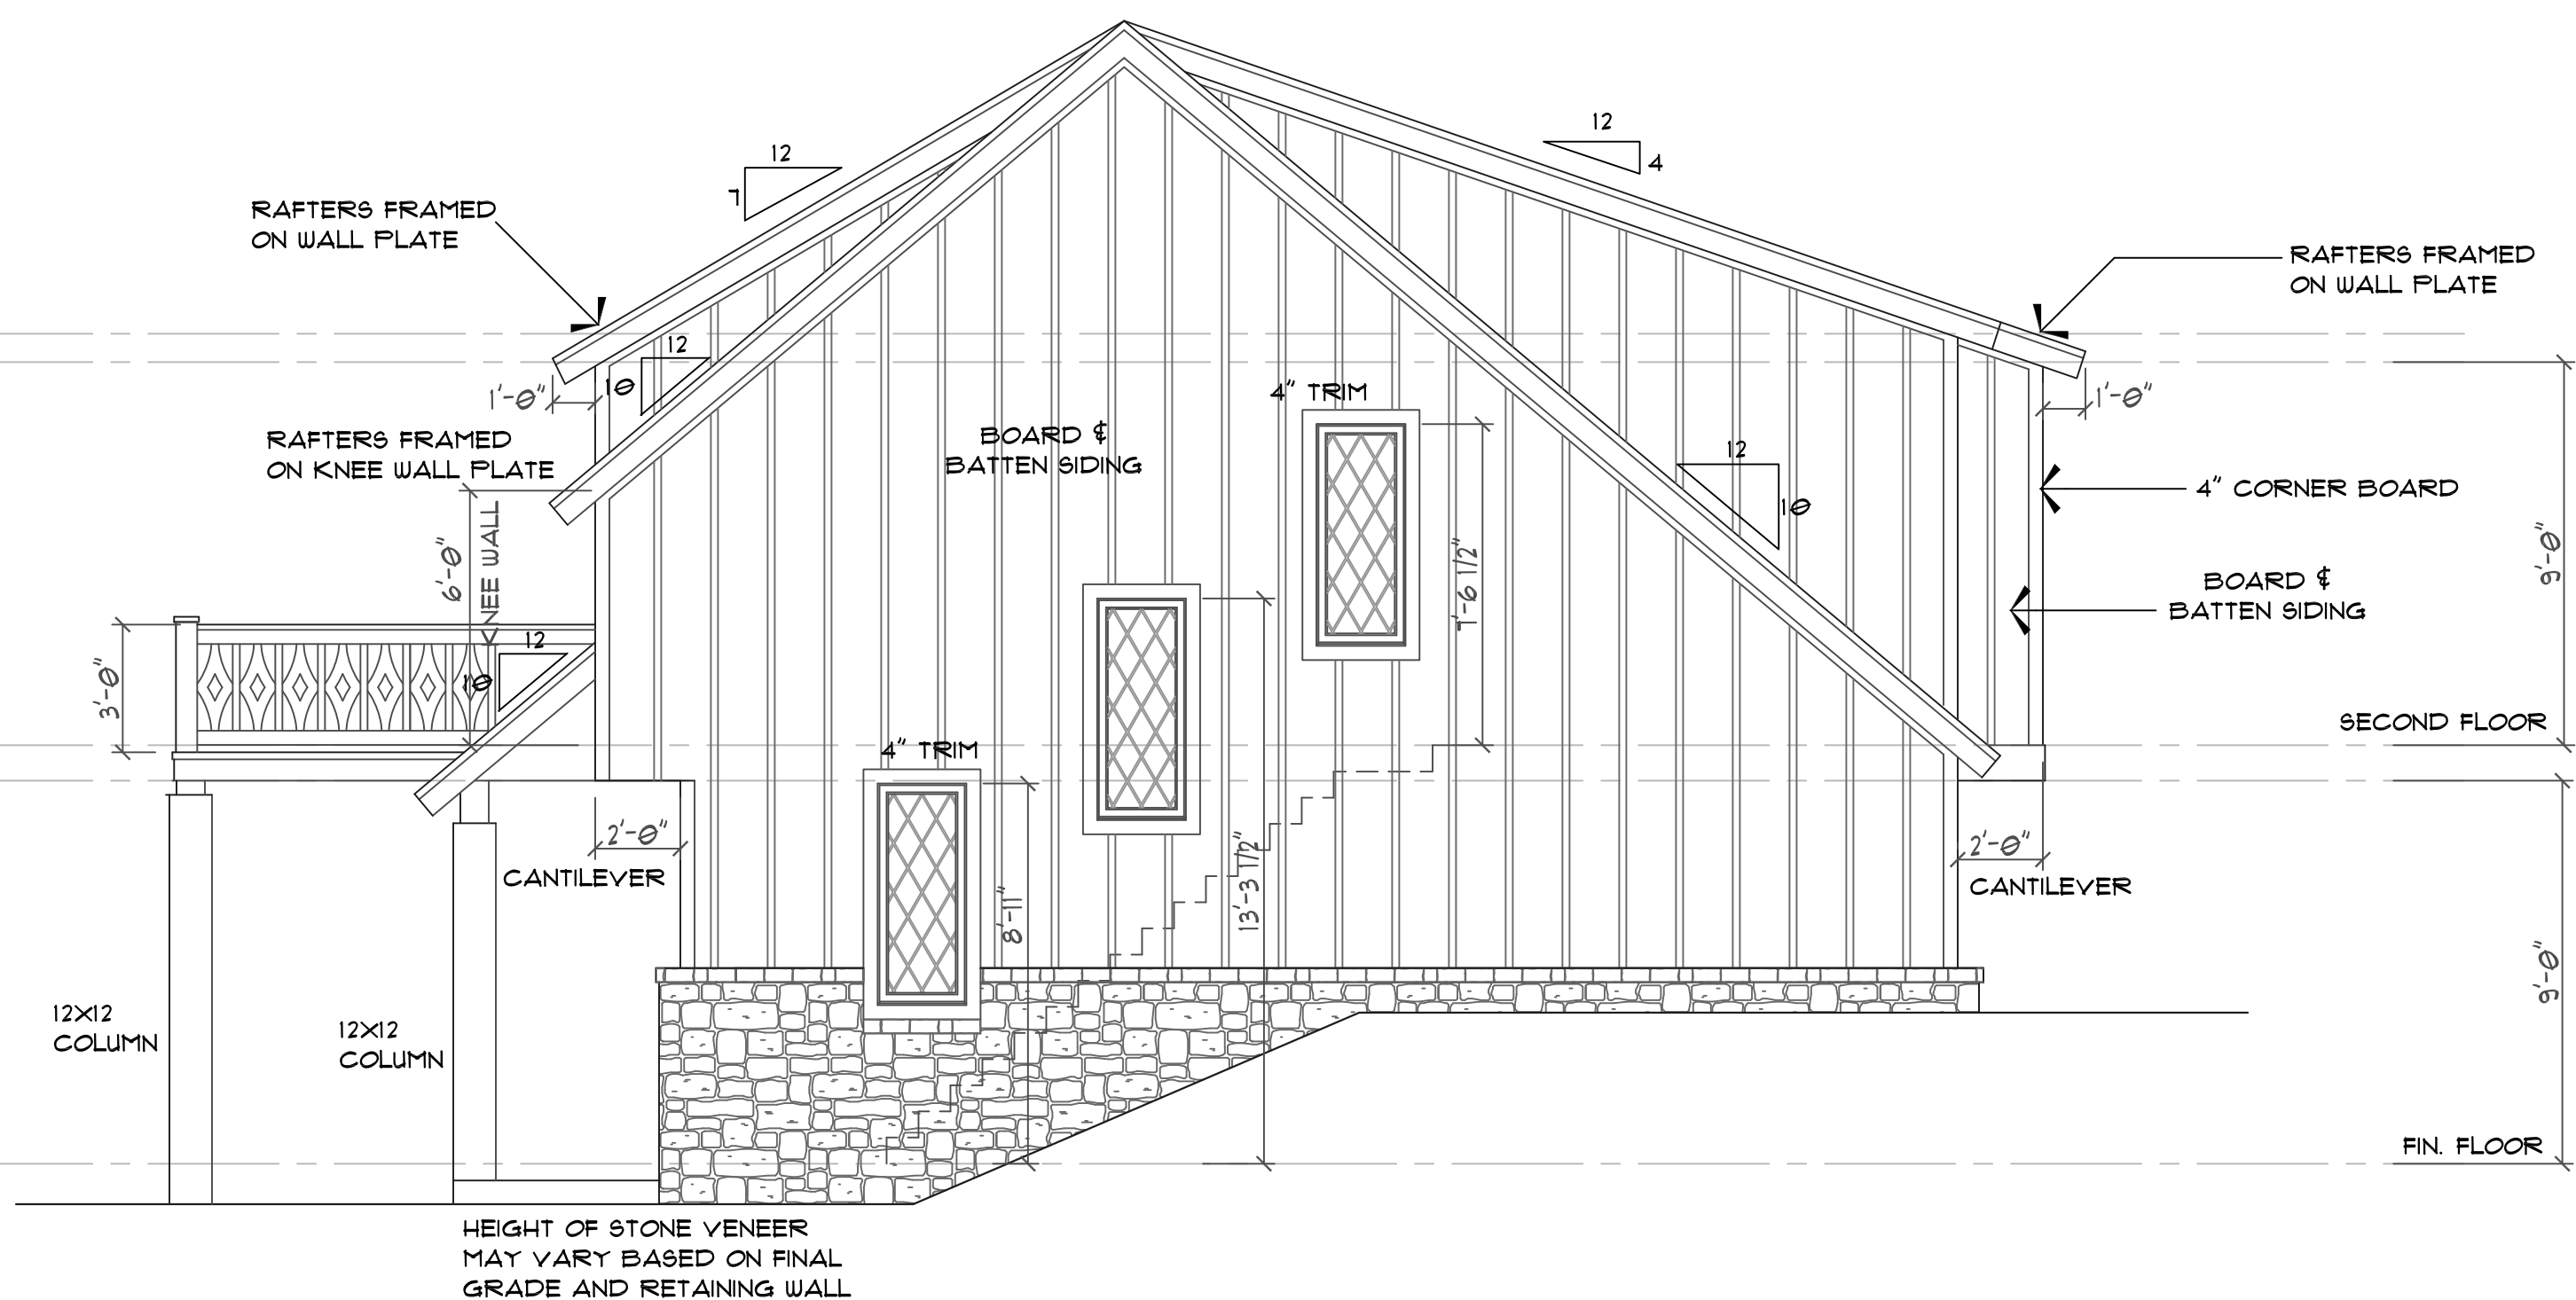 12
4
12
7
RAFTERS FRAMED
ON WALL PLATE
RAFTERS FRAMED
ON WALL PLATE
12
10
1'-0"
4" TRIM
1'-0"
RAFTERS FRAMED
ON KNEE WALL PLATE
BOARD &
BATTEN SIDING
12
10
4" CORNER BOARD
6'-0"
KNEE WALL
7'-6 1/2"
9'-0"
BOARD &
BATTEN SIDING
12
10
3'-0"
SECOND FLOOR
4" TRIM
2'-0"
CANTILEVER
8'-11"
13'-3 1/2"
2'-0"
CANTILEVER
9'-0"
12X12
COLUMN
12X12
COLUMN
FIN. FLOOR
HEIGHT OF STONE VENEER
MAY VARY BASED ON FINAL
GRADE AND RETAINING WALL